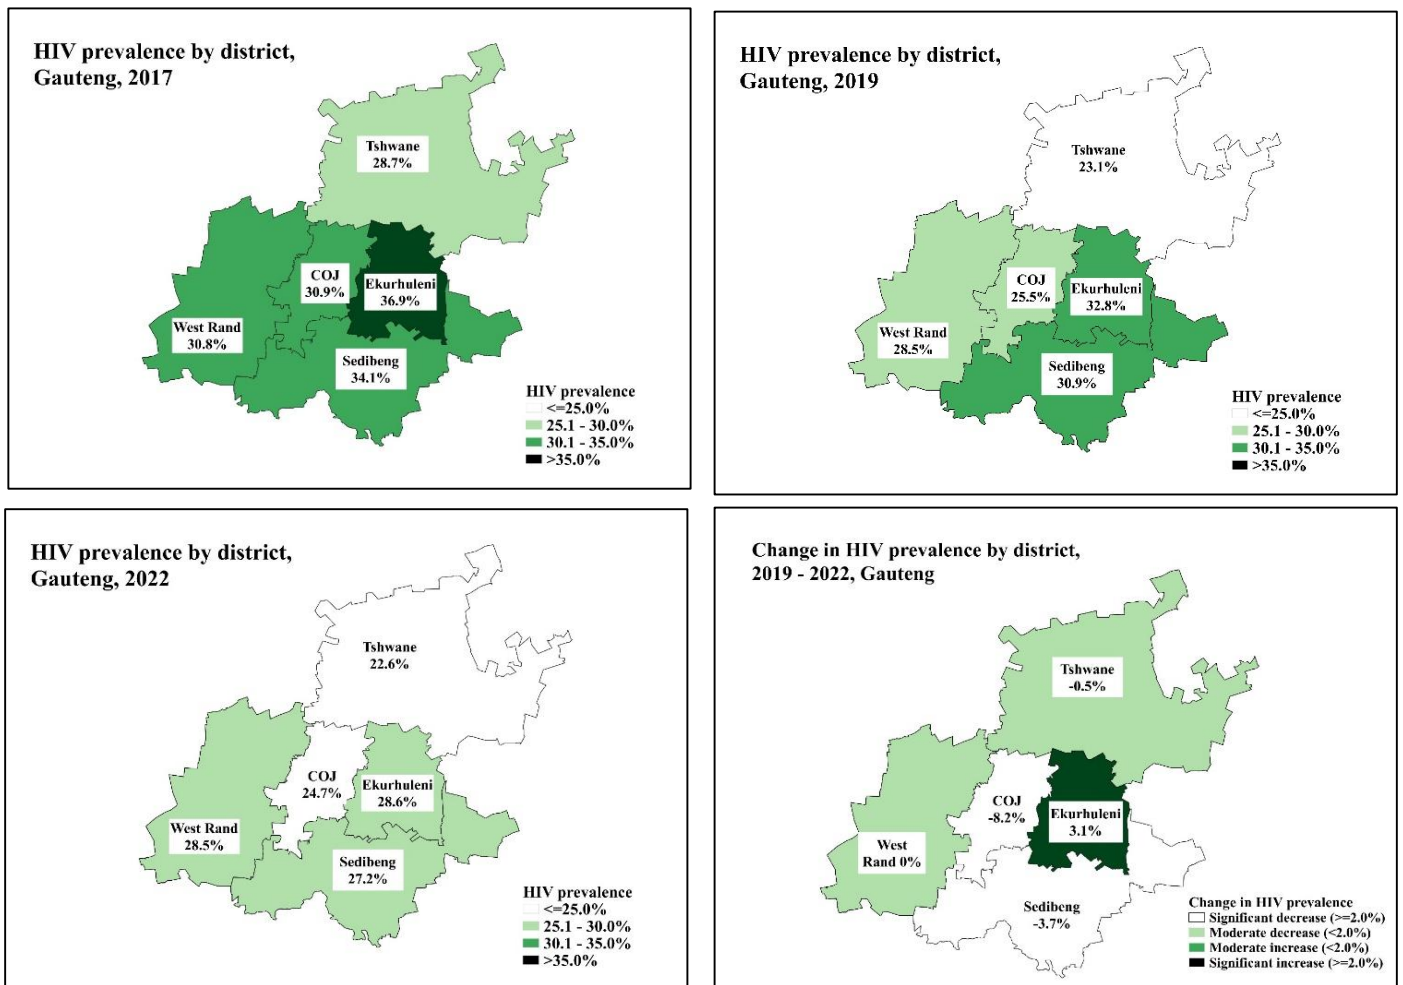 HIV prevalence by district,
Gauteng, 2017
Tshwane
28.7%
COJ
30.9%
Ekurhuleni
36.9%
West Rand
30.8%
Sedibeng
34.1%
HIV prevalence
<=25.0%
25.1 - 30.0%
30.1 - 35.0%
>35.0%
HIV prevalence by district,
Gauteng, 2019
Tshwane
23.1%
COJ
25.5%
Ekurhuleni
32.8%
West Rand
28.5%
Sedibeng
30.9%
HIV prevalence
<=25.0%
25.1 - 30.0%
30.1 - 35.0%
>35.0%
HIV prevalence by district,
Gauteng, 2022
Tshwane
22.6%
COJ
24.7%
Ekurhuleni
28.6%
West Rand
28.5%
Sedibeng
27.2%
HIV prevalence
<=25.0%
25.1 - 30.0%
30.1 - 35.0%
>35.0%
Change in HIV prevalence by district,
2019 - 2022, Gauteng
Tshwane
-0.5%
COJ
-8.2%
Ekurhuleni
3.1%
West
Rand 0%
Sedibeng
-3.7%
Change in HIV prevalence
Significant decrease (>=2.0%)
Moderate decrease (<2.0%)
Moderate increase (<2.0%)
Significant increase (>=2.0%)